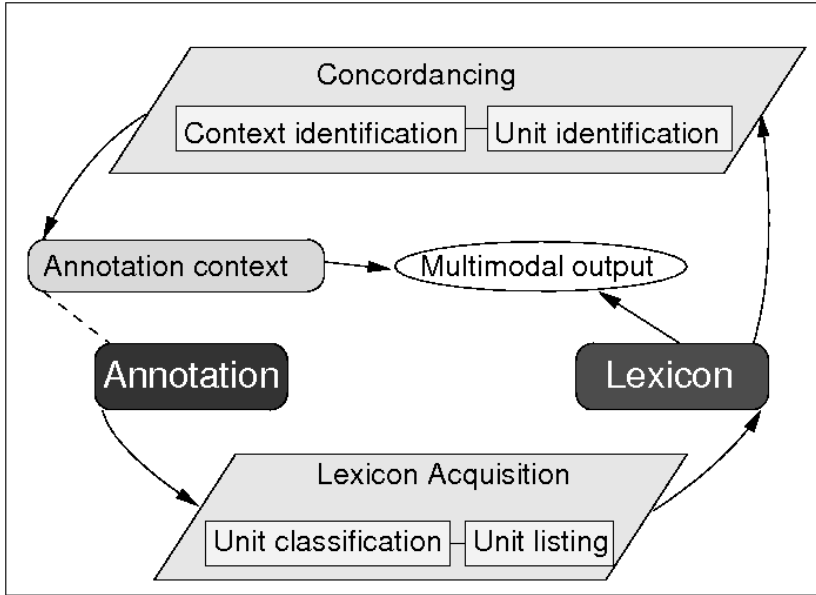 Concordancing
Context identification Unit identification
Annotation context Multimodal output
Annotation Lexicon
Lexicon Acquisition
Unit classification Unit listing